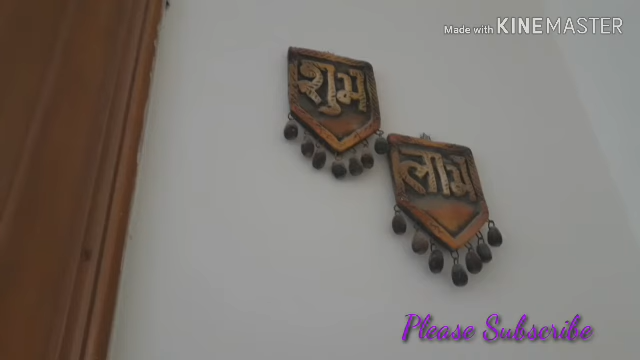 Made with KINEMASTER
शुभ
लाभ
Please Subscribe